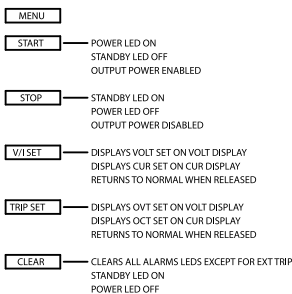 MENU
START
POWER LED ON
STANDBY LED OFF
OUTPUT POWER ENABLED
STOP
STANDBY LED ON
POWER LED OFF
OUTPUT POWER DISABLED
V/I SET
DISPLAYS VOLT SET ON VOLT DISPLAY
DISPLAYS CUR SET ON CUR DISPLAY
RETURNS TO NORMAL WHEN RELEASED
TRIP SET
DISPLAYS OVT SET ON VOLT DISPLAY
DISPLAYS OCT SET ON CUR DISPLAY
RETURNS TO NORMAL WHEN RELEASED
CLEAR
CLEARS ALL ALARMS LEDS EXCEPT FOR EXT TRIP
STANDBY LED ON
POWER LED OFF